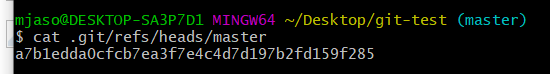 mjaso@DESKTOP-SA3P7D1 MINGW64 ~/Desktop/git-test (master)
$ cat .git/refs/heads/master
a7b1edda0cfcb7ea3f7e4c4d7d197b2fd159f285